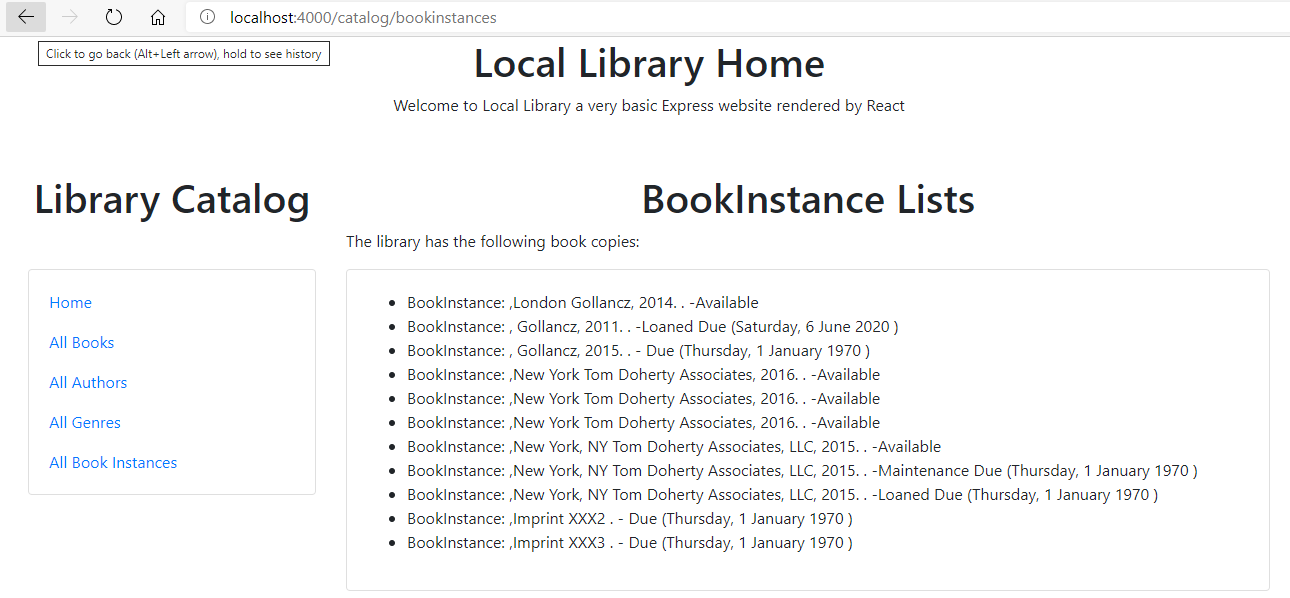 localhost:4000/catalog/bookinstances
Click to go back (Alt+Left arrow), hold to see history
Local Library Home
Welcome to Local Library a very basic Express website rendered by React
Library Catalog
Home
All Books
All Authors
All Genres
All Book Instances
BookInstance Lists
The library has the following book copies:
BookInstance: ,London Gollancz, 2014. . -Available
BookInstance: , Gollancz, 2011. . -Loaned Due (Saturday, 6 June 2020 )
BookInstance: , Gollancz, 2015. . - Due (Thursday, 1 January 1970 )
BookInstance: ,New York Tom Doherty Associates, 2016. . -Available
BookInstance: ,New York Tom Doherty Associates, 2016. . -Available
BookInstance: ,New York Tom Doherty Associates, 2016. . -Available
BookInstance: ,New York, NY Tom Doherty Associates, LLC, 2015. . -Available
BookInstance: ,New York, NY Tom Doherty Associates, LLC, 2015. . -Maintenance Due (Thursday, 1 January 1970 )
BookInstance: ,New York, NY Tom Doherty Associates, LLC, 2015. . -Loaned Due (Thursday, 1 January 1970 )
BookInstance: ,Imprint XXX2 . - Due (Thursday, 1 January 1970 )
BookInstance: ,Imprint XXX3 . - Due (Thursday, 1 January 1970 )